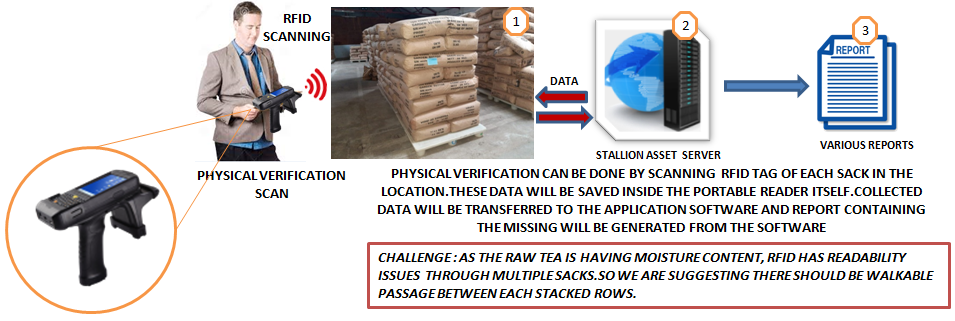 RFID
SCANNING
1
2
3
REPORT
DATA
PHYSICAL VERIFICATION
SCAN
STALLION ASSET SERVER
VARIOUS REPORTS
PHYSICAL VERIFICATION CAN BE DONE BY SCANNING RFID TAG OF EACH SACK IN THE
LOCATION.THESE DATA WILL BE SAVED INSIDE THE PORTABLE READER ITSELF.COLLECTED
DATA WILL BE TRANSFERRED TO THE APPLICATION SOFTWARE AND REPORT CONTAINING
THE MISSING WILL BE GENERATED FROM THE SOFTWARE
CHALLENGE : AS THE RAW TEA IS HAVING MOISTURE CONTENT, RFID HAS READABILITY
ISSUES THROUGH MULTIPLE SACKS.SO WE ARE SUGGESTING THERE SHOULD BE WALKABLE
PASSAGE BETWEEN EACH STACKED ROWS.